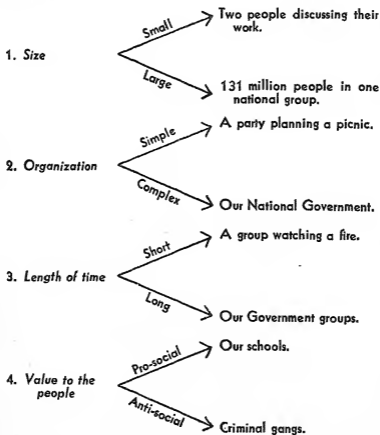 Small
Two people discussing their
work.
1. Size
Large
131 million people in one
national group.
Simple
A party planning a picnic.
2. Organization
Complex
Our National Government.
Short
A group watching a fire.
3. Length of time
Long
Our Government groups.
Pro-social
Our schools.
4. Value to the
people
Anti-social
Criminal gangs.